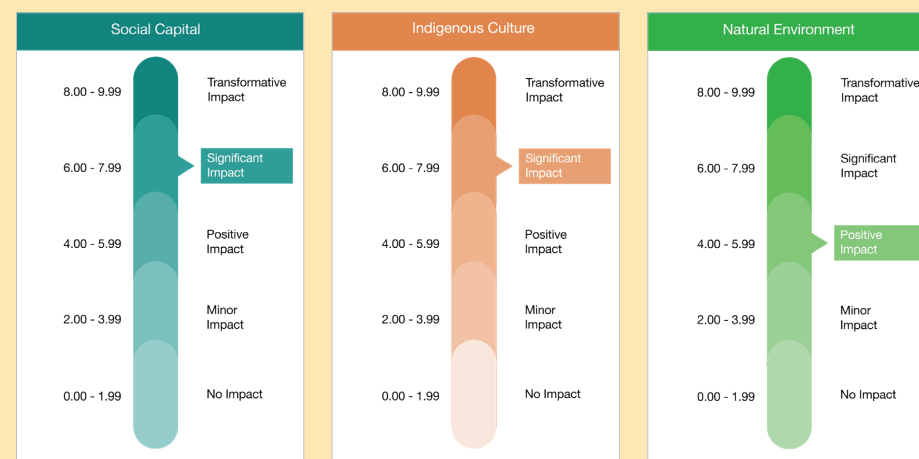 Social Capital
8.00 - 9.99
Transformative
Impact
6.00 - 7.99
Significant
Impact
4.00 - 5.99
Positive
Impact
2.00 - 3.99
Minor
Impact
0.00 - 1.99
No Impact
Indigenous Culture
8.00 - 9.99
Transformative
Impact
6.00 - 7.99
Significant
Impact
4.00 - 5.99
Positive
Impact
2.00 - 3.99
Minor
Impact
0.00 - 1.99
No Impact
Natural Environment
8.00 - 9.99
Transformative
Impact
6.00 - 7.99
Significant
Impact
4.00 - 5.99
Positive
Impact
2.00 - 3.99
Minor
Impact
0.00 - 1.99
No Impact